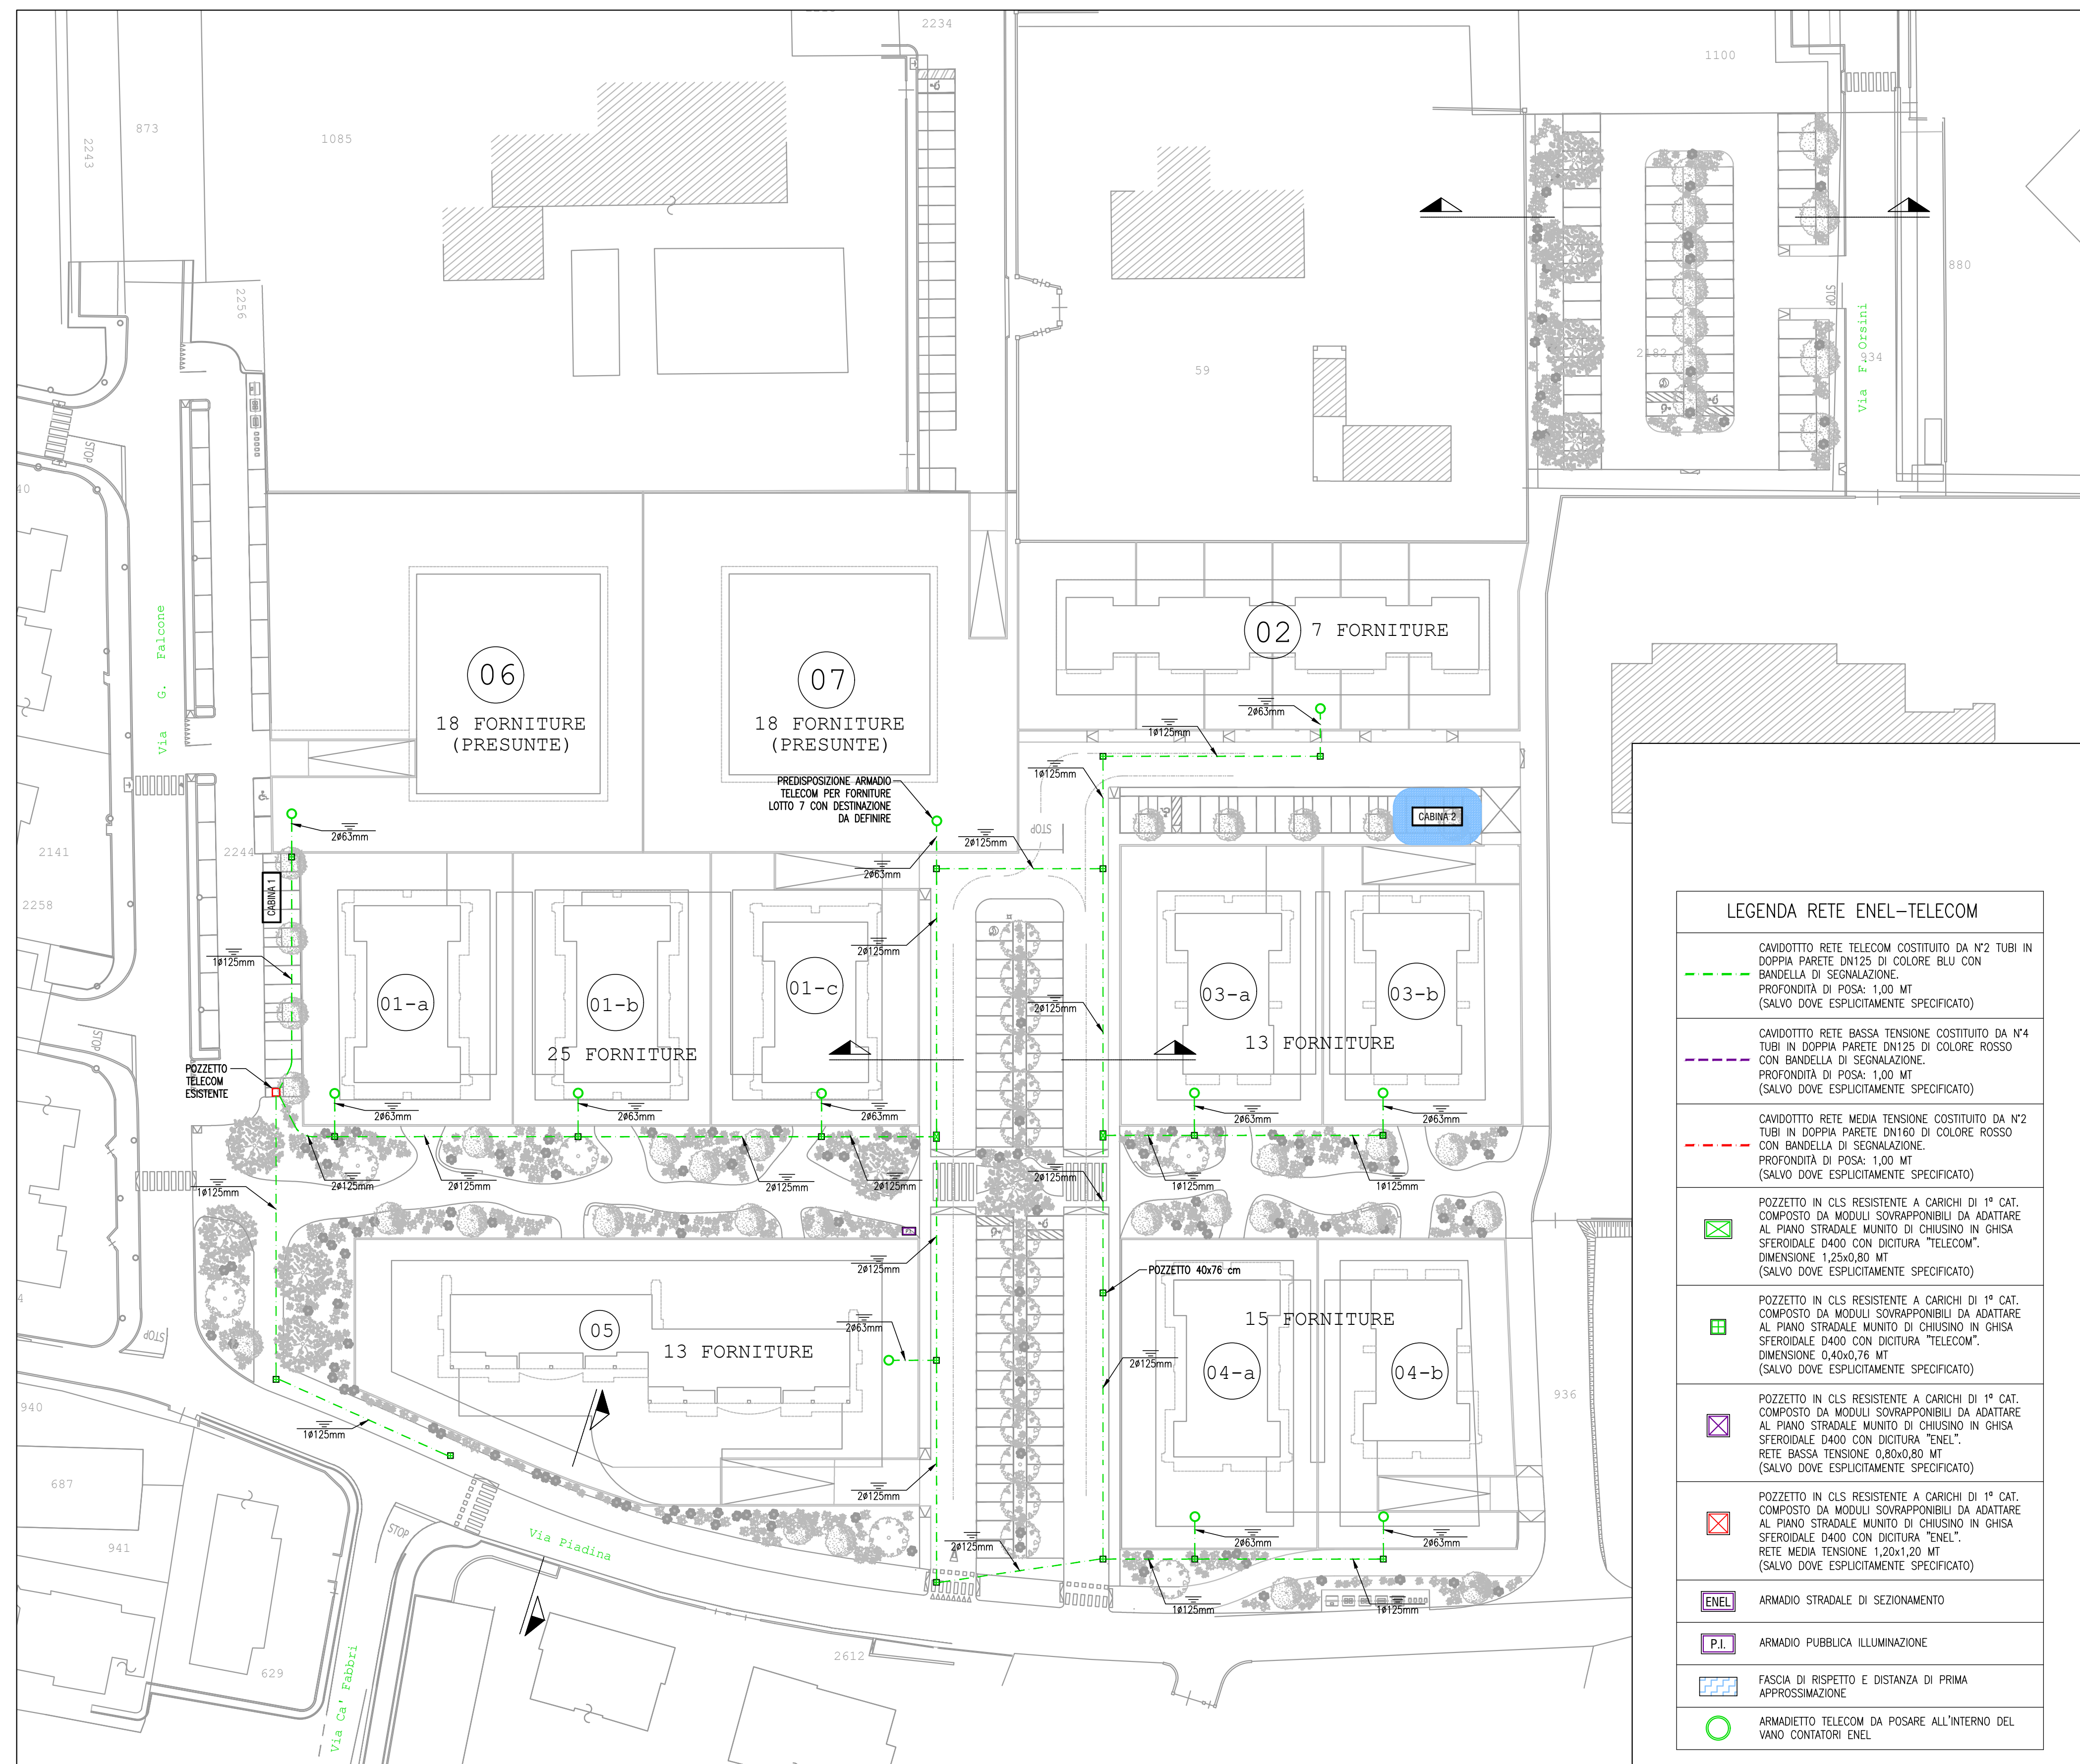 2234
1100
873
2243
1085
2256
880
59
2182
934
Via F. Orsini
STOP
STOP
40
Via G. Falcone
06
18 FORNITURE
(PRESUNTE)
07
18 FORNITURE
(PRESUNTE)
02
7 FORNITURE
2ø63mm
1ø125mm
1ø125mm
PREDISPOSIZIONE ARMADIO
TELECOM PER FORNITURE
LOTTO 7 CON DESTINAZIONE
DA DEFINIRE
CABINA 2
2ø63mm
STOP
2ø125mm
2ø63mm
2141
2244
2258
CABINA 1
1ø125mm
2ø125mm
01-a
01-b
01-c
03-a
03-b
2ø125mm
25 FORNITURE
13 FORNITURE
STOP
POZZETTO
TELECOM
ESISTENTE
2ø63mm
2ø63mm
2ø63mm
2ø63mm
2ø63mm
1ø125mm
2ø125mm
2ø125mm
2ø125mm
2ø125mm
2ø125mm
1ø125mm
1ø125mm
2ø125mm
POZZETTO 40x76 cm
STOP
05
13 FORNITURE
2ø63mm
15 FORNITURE
2ø125mm
04-a
04-b
936
940
1ø125mm
687
2ø125mm
941
STOP
Via Piadina
2ø125mm
2ø63mm
2ø63mm
1ø125mm
1ø125mm
629
Via Ca' Fabbri
2612
LEGENDA RETE ENEL-TELECOM
CAVIDOTTTO RETE TELECOM COSTITUITO DA N°2 TUBI IN
DOPPIA PARETE DN125 DI COLORE BLU CON
BANDELLA DI SEGNALAZIONE.
PROFONDITÀ DI POSA: 1,00 MT
(SALVO DOVE ESPLICITAMENTE SPECIFICATO)
CAVIDOTTTO RETE BASSA TENSIONE COSTITUITO DA N°4
TUBI IN DOPPIA PARETE DN125 DI COLORE ROSSO
CON BANDELLA DI SEGNALAZIONE.
PROFONDITÀ DI POSA: 1,00 MT
(SALVO DOVE ESPLICITAMENTE SPECIFICATO)
CAVIDOTTTO RETE MEDIA TENSIONE COSTITUITO DA N°2
TUBI IN DOPPIA PARETE DN160 DI COLORE ROSSO
CON BANDELLA DI SEGNALAZIONE.
PROFONDITÀ DI POSA: 1,00 MT
(SALVO DOVE ESPLICITAMENTE SPECIFICATO)
POZZETTO IN CLS RESISTENTE A CARICHI DI 1ª CAT.
COMPOSTO DA MODULI SOVRAPPONIBILI DA ADATTARE
AL PIANO STRADALE MUNITO DI CHIUSINO IN GHISA
SFEROIDALE D400 CON DICITURA "TELECOM".
DIMENSIONE 1,25x0,80 MT
(SALVO DOVE ESPLICITAMENTE SPECIFICATO)
POZZETTO IN CLS RESISTENTE A CARICHI DI 1ª CAT.
COMPOSTO DA MODULI SOVRAPPONIBILI DA ADATTARE
AL PIANO STRADALE MUNITO DI CHIUSINO IN GHISA
SFEROIDALE D400 CON DICITURA "TELECOM".
DIMENSIONE 0,40x0,76 MT
(SALVO DOVE ESPLICITAMENTE SPECIFICATO)
POZZETTO IN CLS RESISTENTE A CARICHI DI 1ª CAT.
COMPOSTO DA MODULI SOVRAPPONIBILI DA ADATTARE
AL PIANO STRADALE MUNITO DI CHIUSINO IN GHISA
SFEROIDALE D400 CON DICITURA "ENEL".
RETE BASSA TENSIONE 0,80x0,80 MT
(SALVO DOVE ESPLICITAMENTE SPECIFICATO)
POZZETTO IN CLS RESISTENTE A CARICHI DI 1ª CAT.
COMPOSTO DA MODULI SOVRAPPONIBILI DA ADATTARE
AL PIANO STRADALE MUNITO DI CHIUSINO IN GHISA
SFEROIDALE D400 CON DICITURA "ENEL".
RETE MEDIA TENSIONE 1,20x1,20 MT
(SALVO DOVE ESPLICITAMENTE SPECIFICATO)
ENEL
ARMADIO STRADALE DI SEZIONAMENTO
P.I.
ARMADIO PUBBLICA ILLUMINAZIONE
FASCIA DI RISPETTO E DISTANZA DI PRIMA
APPROSSIMAZIONE
ARMADIETTO TELECOM DA POSARE ALL'INTERNO DEL
VANO CONTATORI ENEL